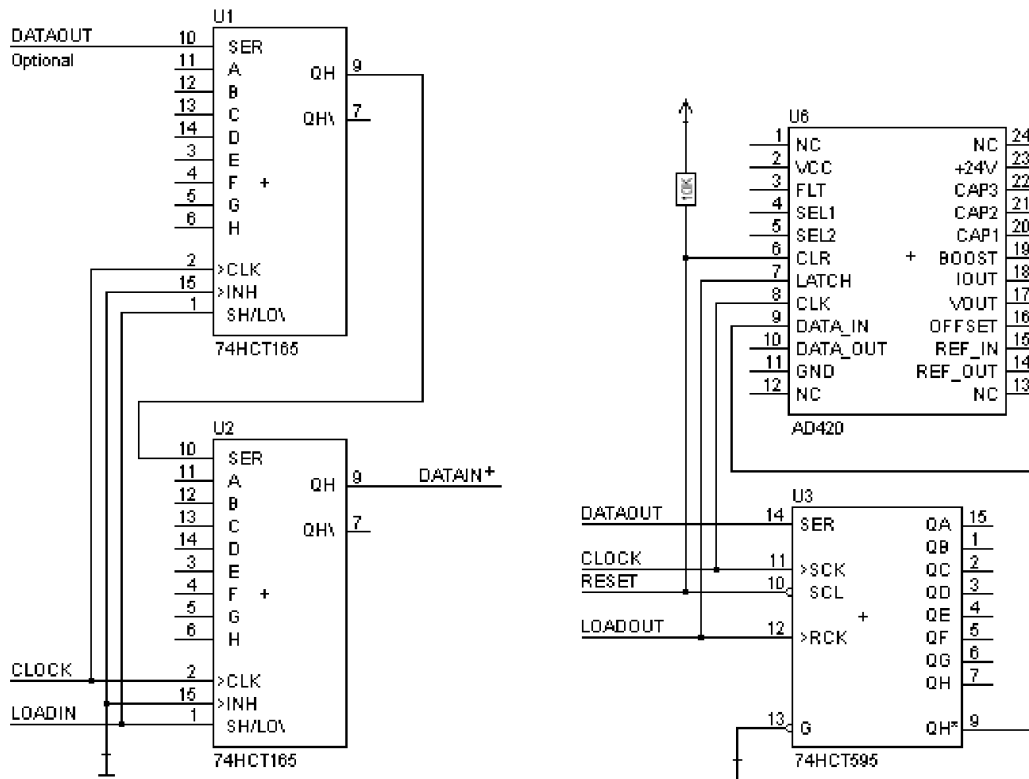 U1
DATAOUT 10 SER
Optional 11 A QH 9
12 B
13 C QH\ 7
14 D
3 E
4 F +
5 G
6 H
2 >CLK
15 >INH
1 SH/LO\
74HCT165
U2
10 SER
11 A QH 9 DATAIN+
12 B
13 C QH\ 7
14 D
3 E
4 F +
5 G
6 H
CLOCK 2 >CLK
15 >INH
LOADIN 1 SH/LO\
74HCT165
10K
U6
1 NC NC 24
2 VCC +24V 23
3 FLT CAP3 22
4 SEL1 CAP2 21
5 SEL2 CAP1 20
6 CLR + BOOST 19
7 LATCH IOUT 18
8 CLK VOUT 17
9 DATA_IN OFFSET 16
10 DATA_OUT REF_IN 15
11 GND REF_OUT 14
12 NC NC 13
AD420
U3
DATAOUT 14 SER QA 15
QB 1
CLOCK 11 >SCK QC 2
RESET 10 SCL QD 3
QE 4
LOADOUT 12 >RCK + QF 5
QG 6
QH 7
13 G QH* 9
74HCT595